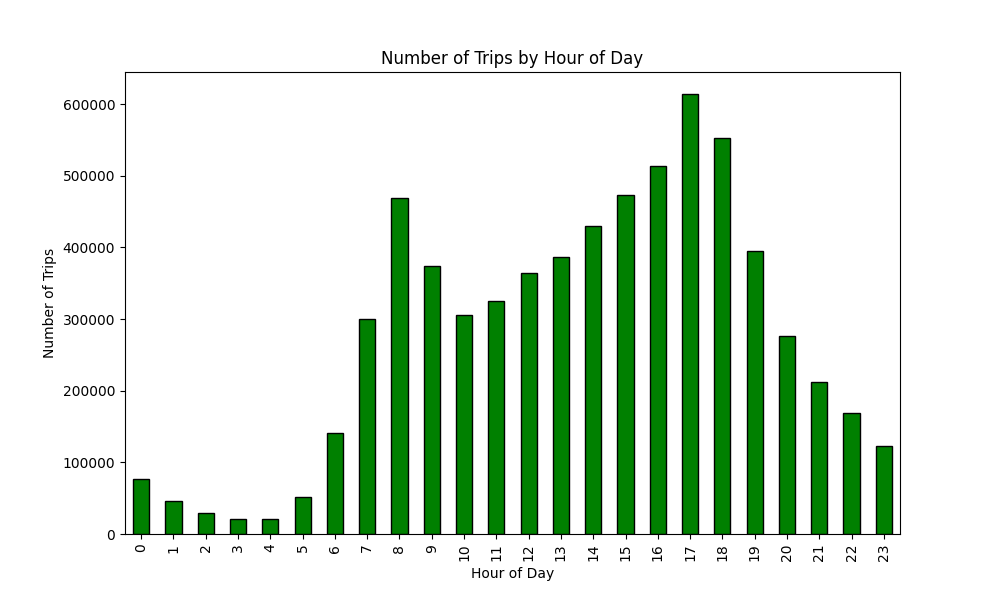 Number of Trips by Hour of Day
600000
500000
400000
300000
200000
100000
0
Number of Trips
0 1 2 3 4 5 6 7 8 9 10 11 12 13 14 15 16 17 18 19 20 21 22 23
Hour of Day